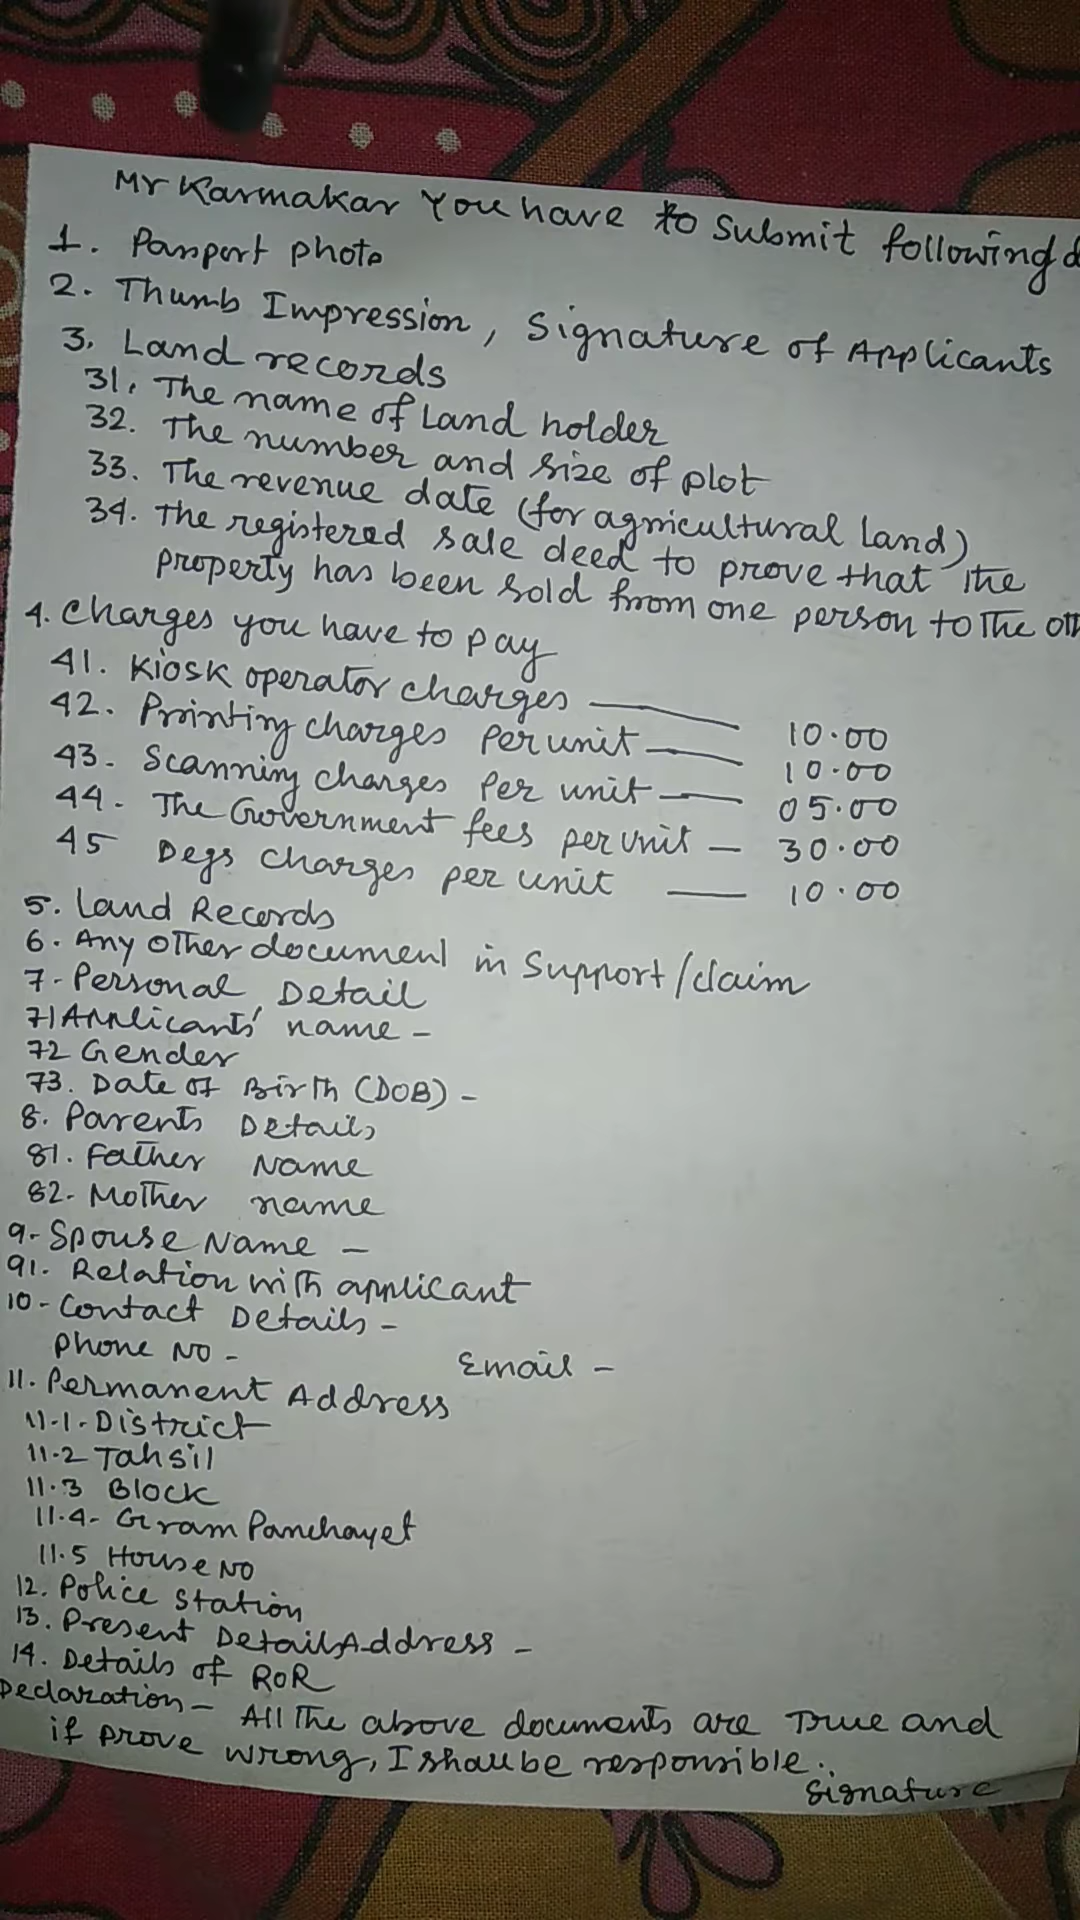 Mr Karmakar You have to submit following
1. Passport photo
2. Thumb Impression, Signature of Applicants
3. Land records
31. The name of Land holder
32. The number and size of plot
33. The revenue date (for agricultural land)
34. The registered sale deed to prove that the
property has been sold from one person to the
4. Charges you have to pay
41. Kiosk operator charges — 10.00
42. Printing charges Per unit — 10.00
43. Scanning charges Per unit — 05.00
44. The Government fees per unit — 30.00
45 Degs charges per unit — 10.00
5. Land Records
6. Any other document in Support/claim
7. Personal Detail
71 Applicants' name -
72 Gender
73. Date of Birth (DOB) -
8. Parents Details
81. Father Name
82. Mother name
9. Spouse Name -
91. Relation with applicant
10- Contact Details -
Phone No - Email -
11. Permanent Address
11-1. District
11.2 Tahsil
11.3 Block
11.4- Gram Panchayet
11.5 House No
12. Police Station
13. Present Details Address -
14. Details of ROR
Declaration - All the above documents are True and
if prove wrong, I shall be responsible.
Signature